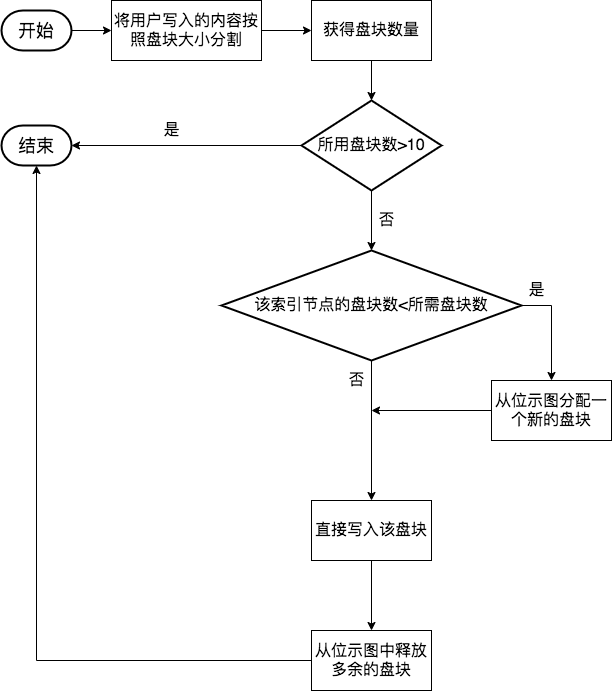 开始
将用户写入的内容按
照盘块大小分割
获得盘块数量
是
结束
所用盘块数>10
否
该索引节点的盘块数<所需盘块数
是
否
从位示图分配一
个新的盘块
直接写入该盘块
从位示图中释放
多余的盘块